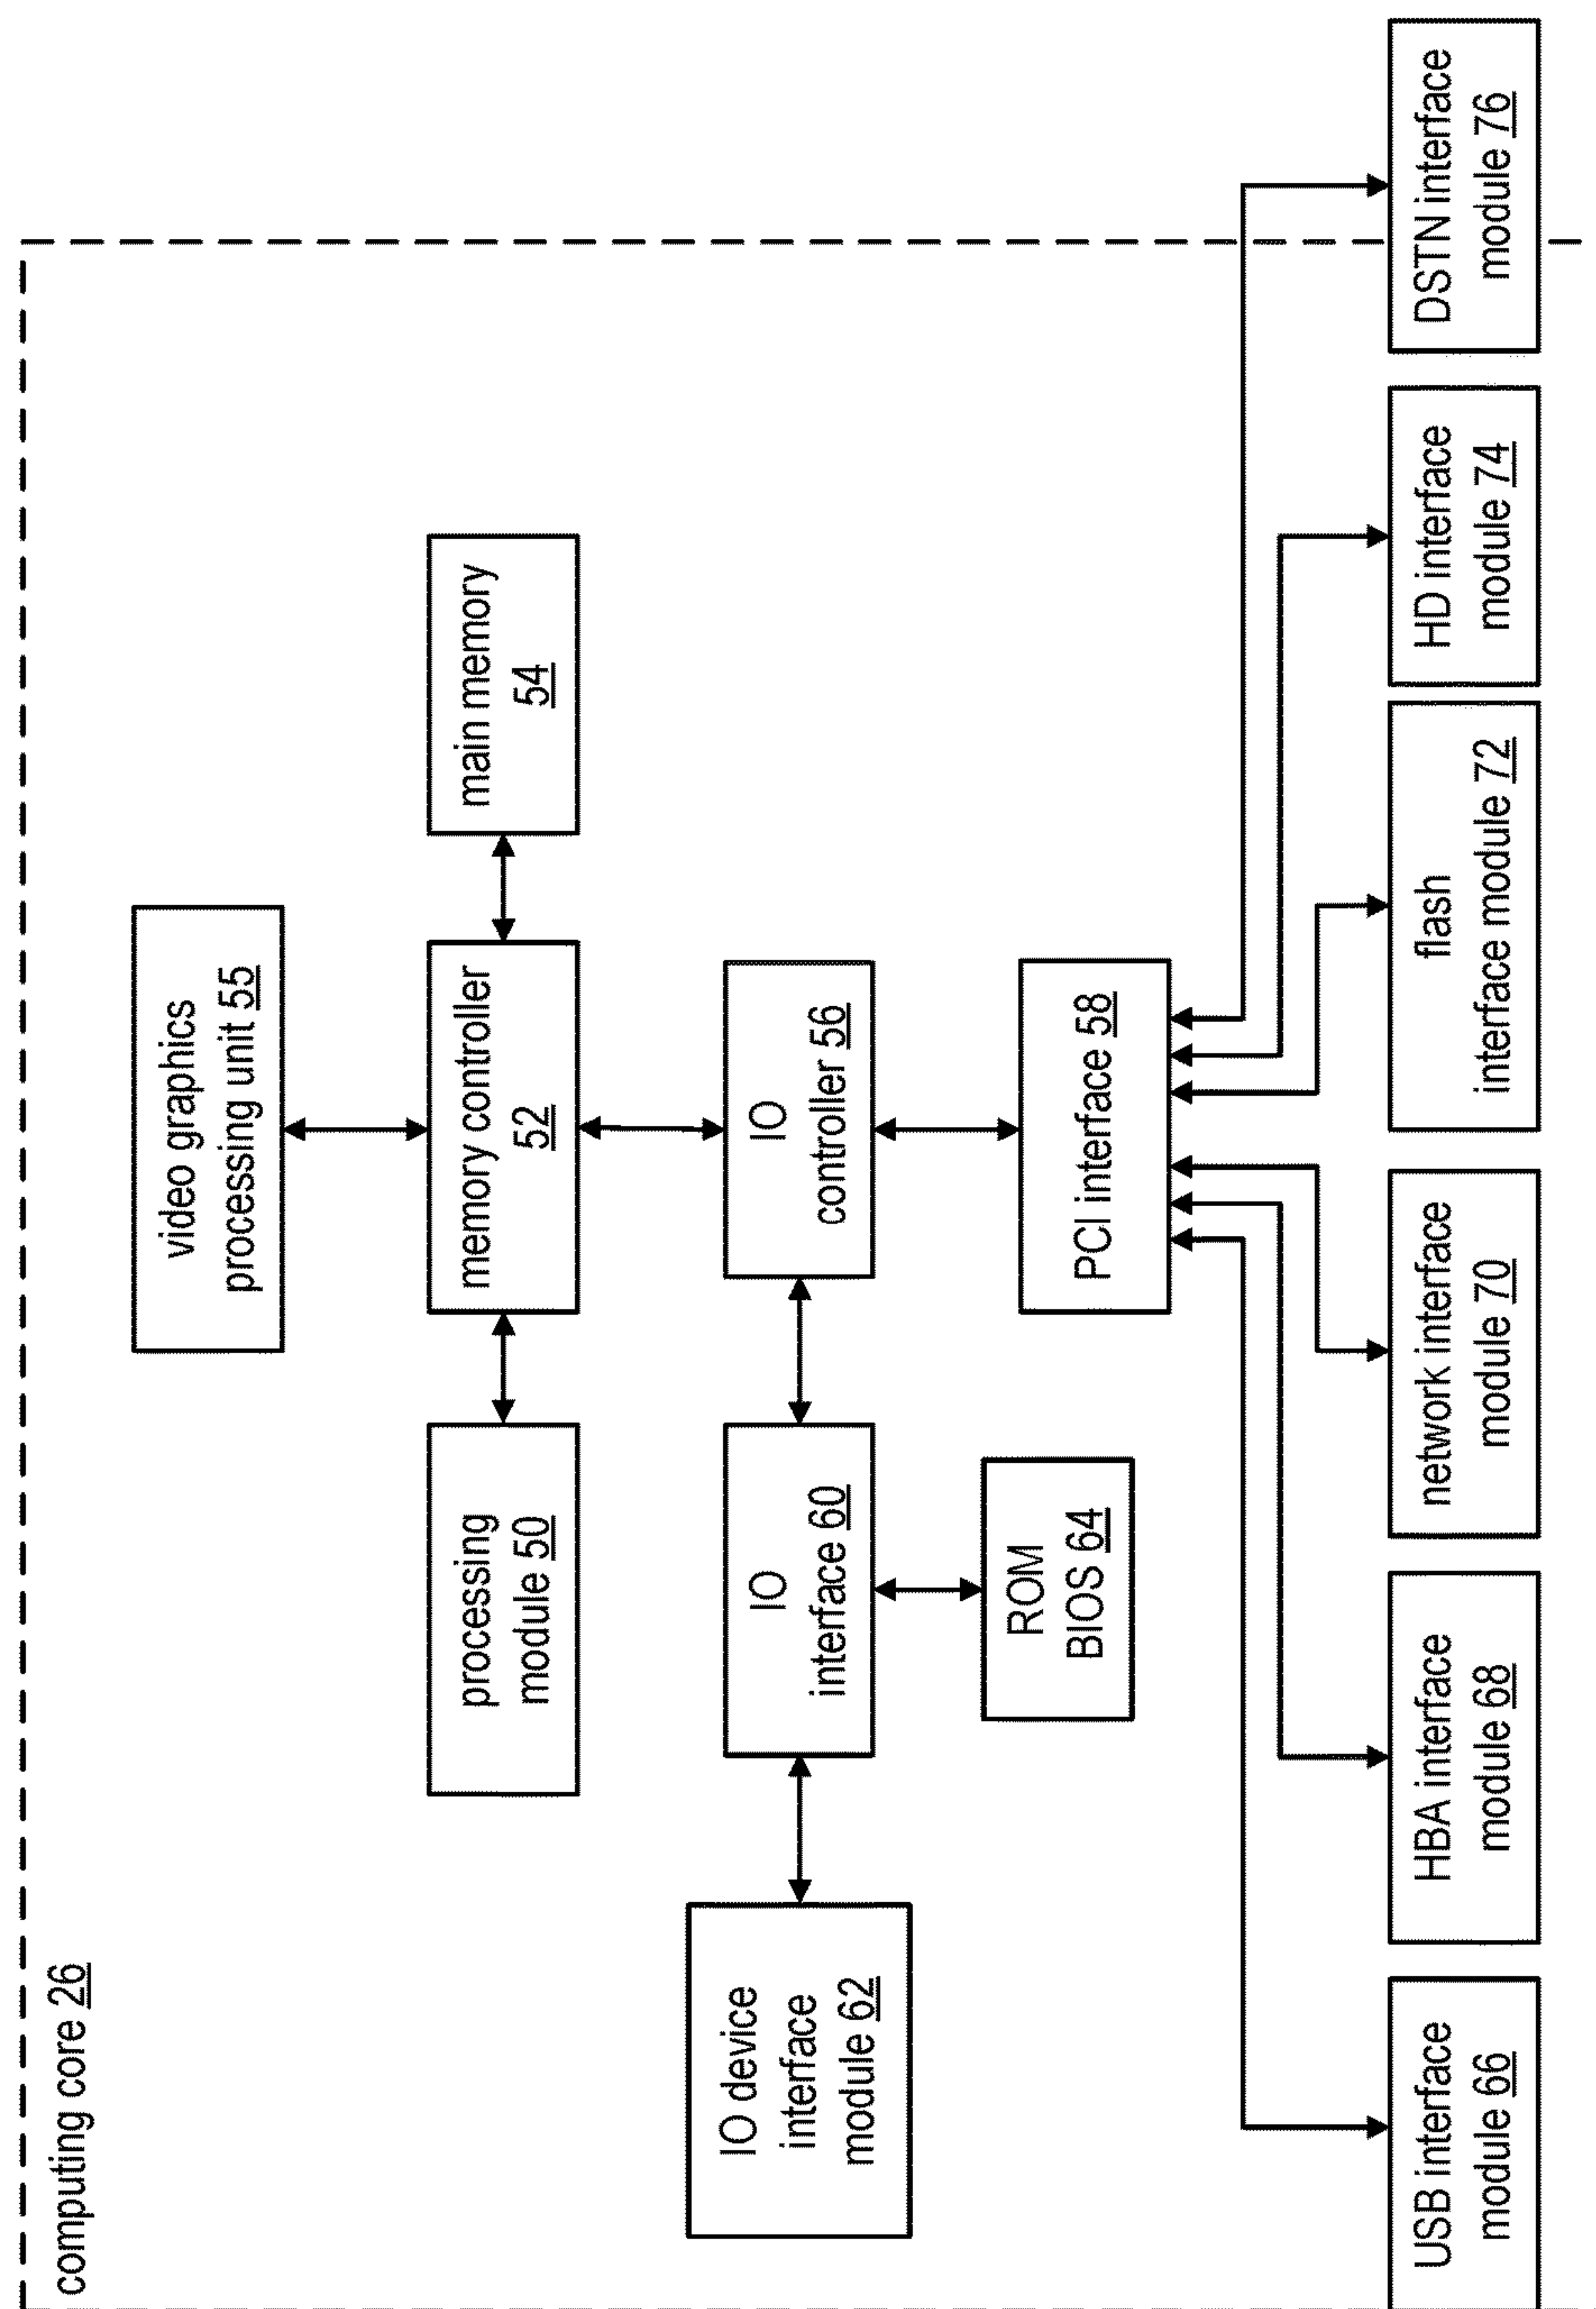 computing core 26
video graphics
processing unit 55
processing
module 50
memory controller
52
main memory
54
IO device
interface
module 62
IO
interface 60
IO
controller 56
ROM
BIOS 64
PCI interface 58
USB interface
module 66
HBA interface
module 68
network interface
module 70
flash
interface module 72
HD interface
module 74
DSTN interface
module 76